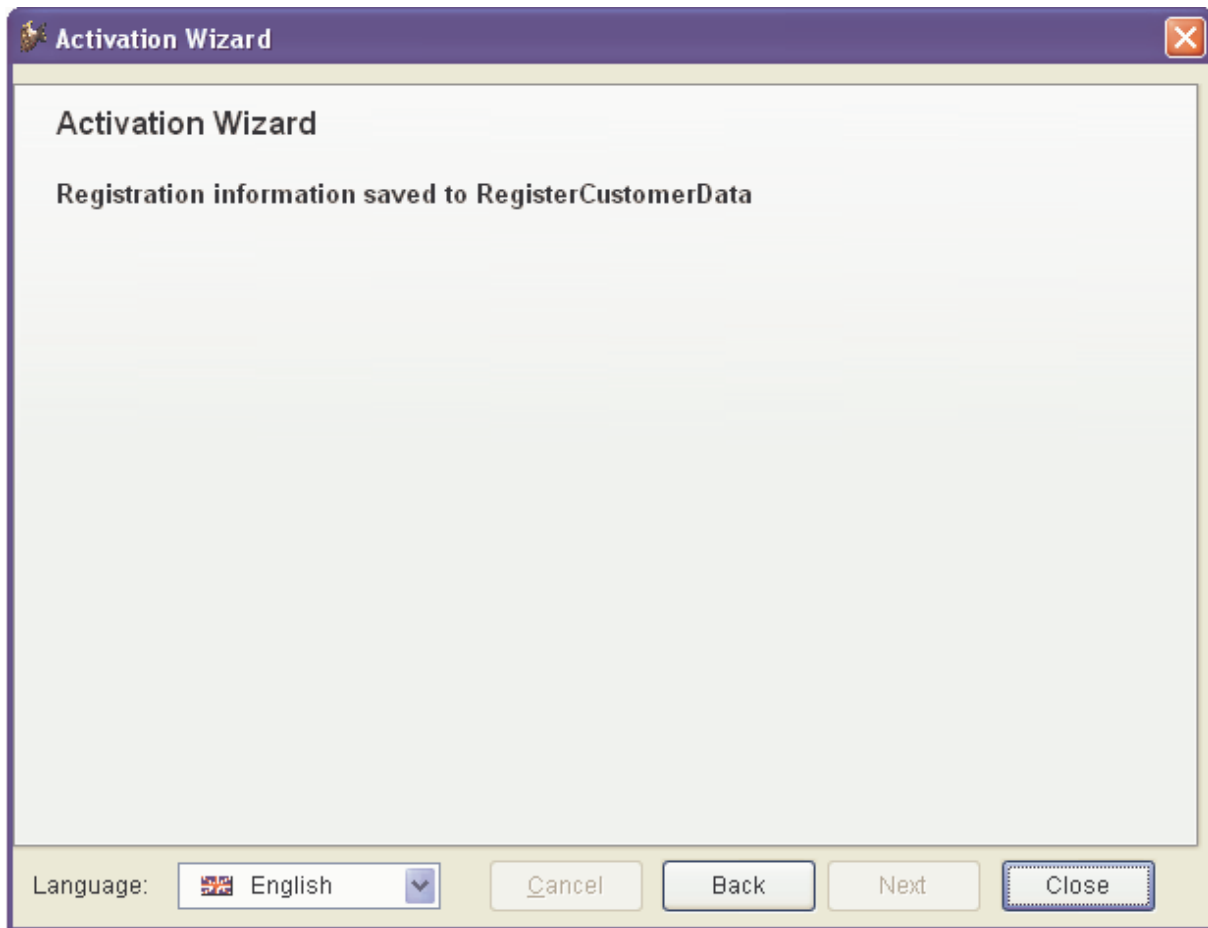 Activation Wizard
Activation Wizard
Registration information saved to RegisterCustomerData
Language: English Cancel Back Next Close